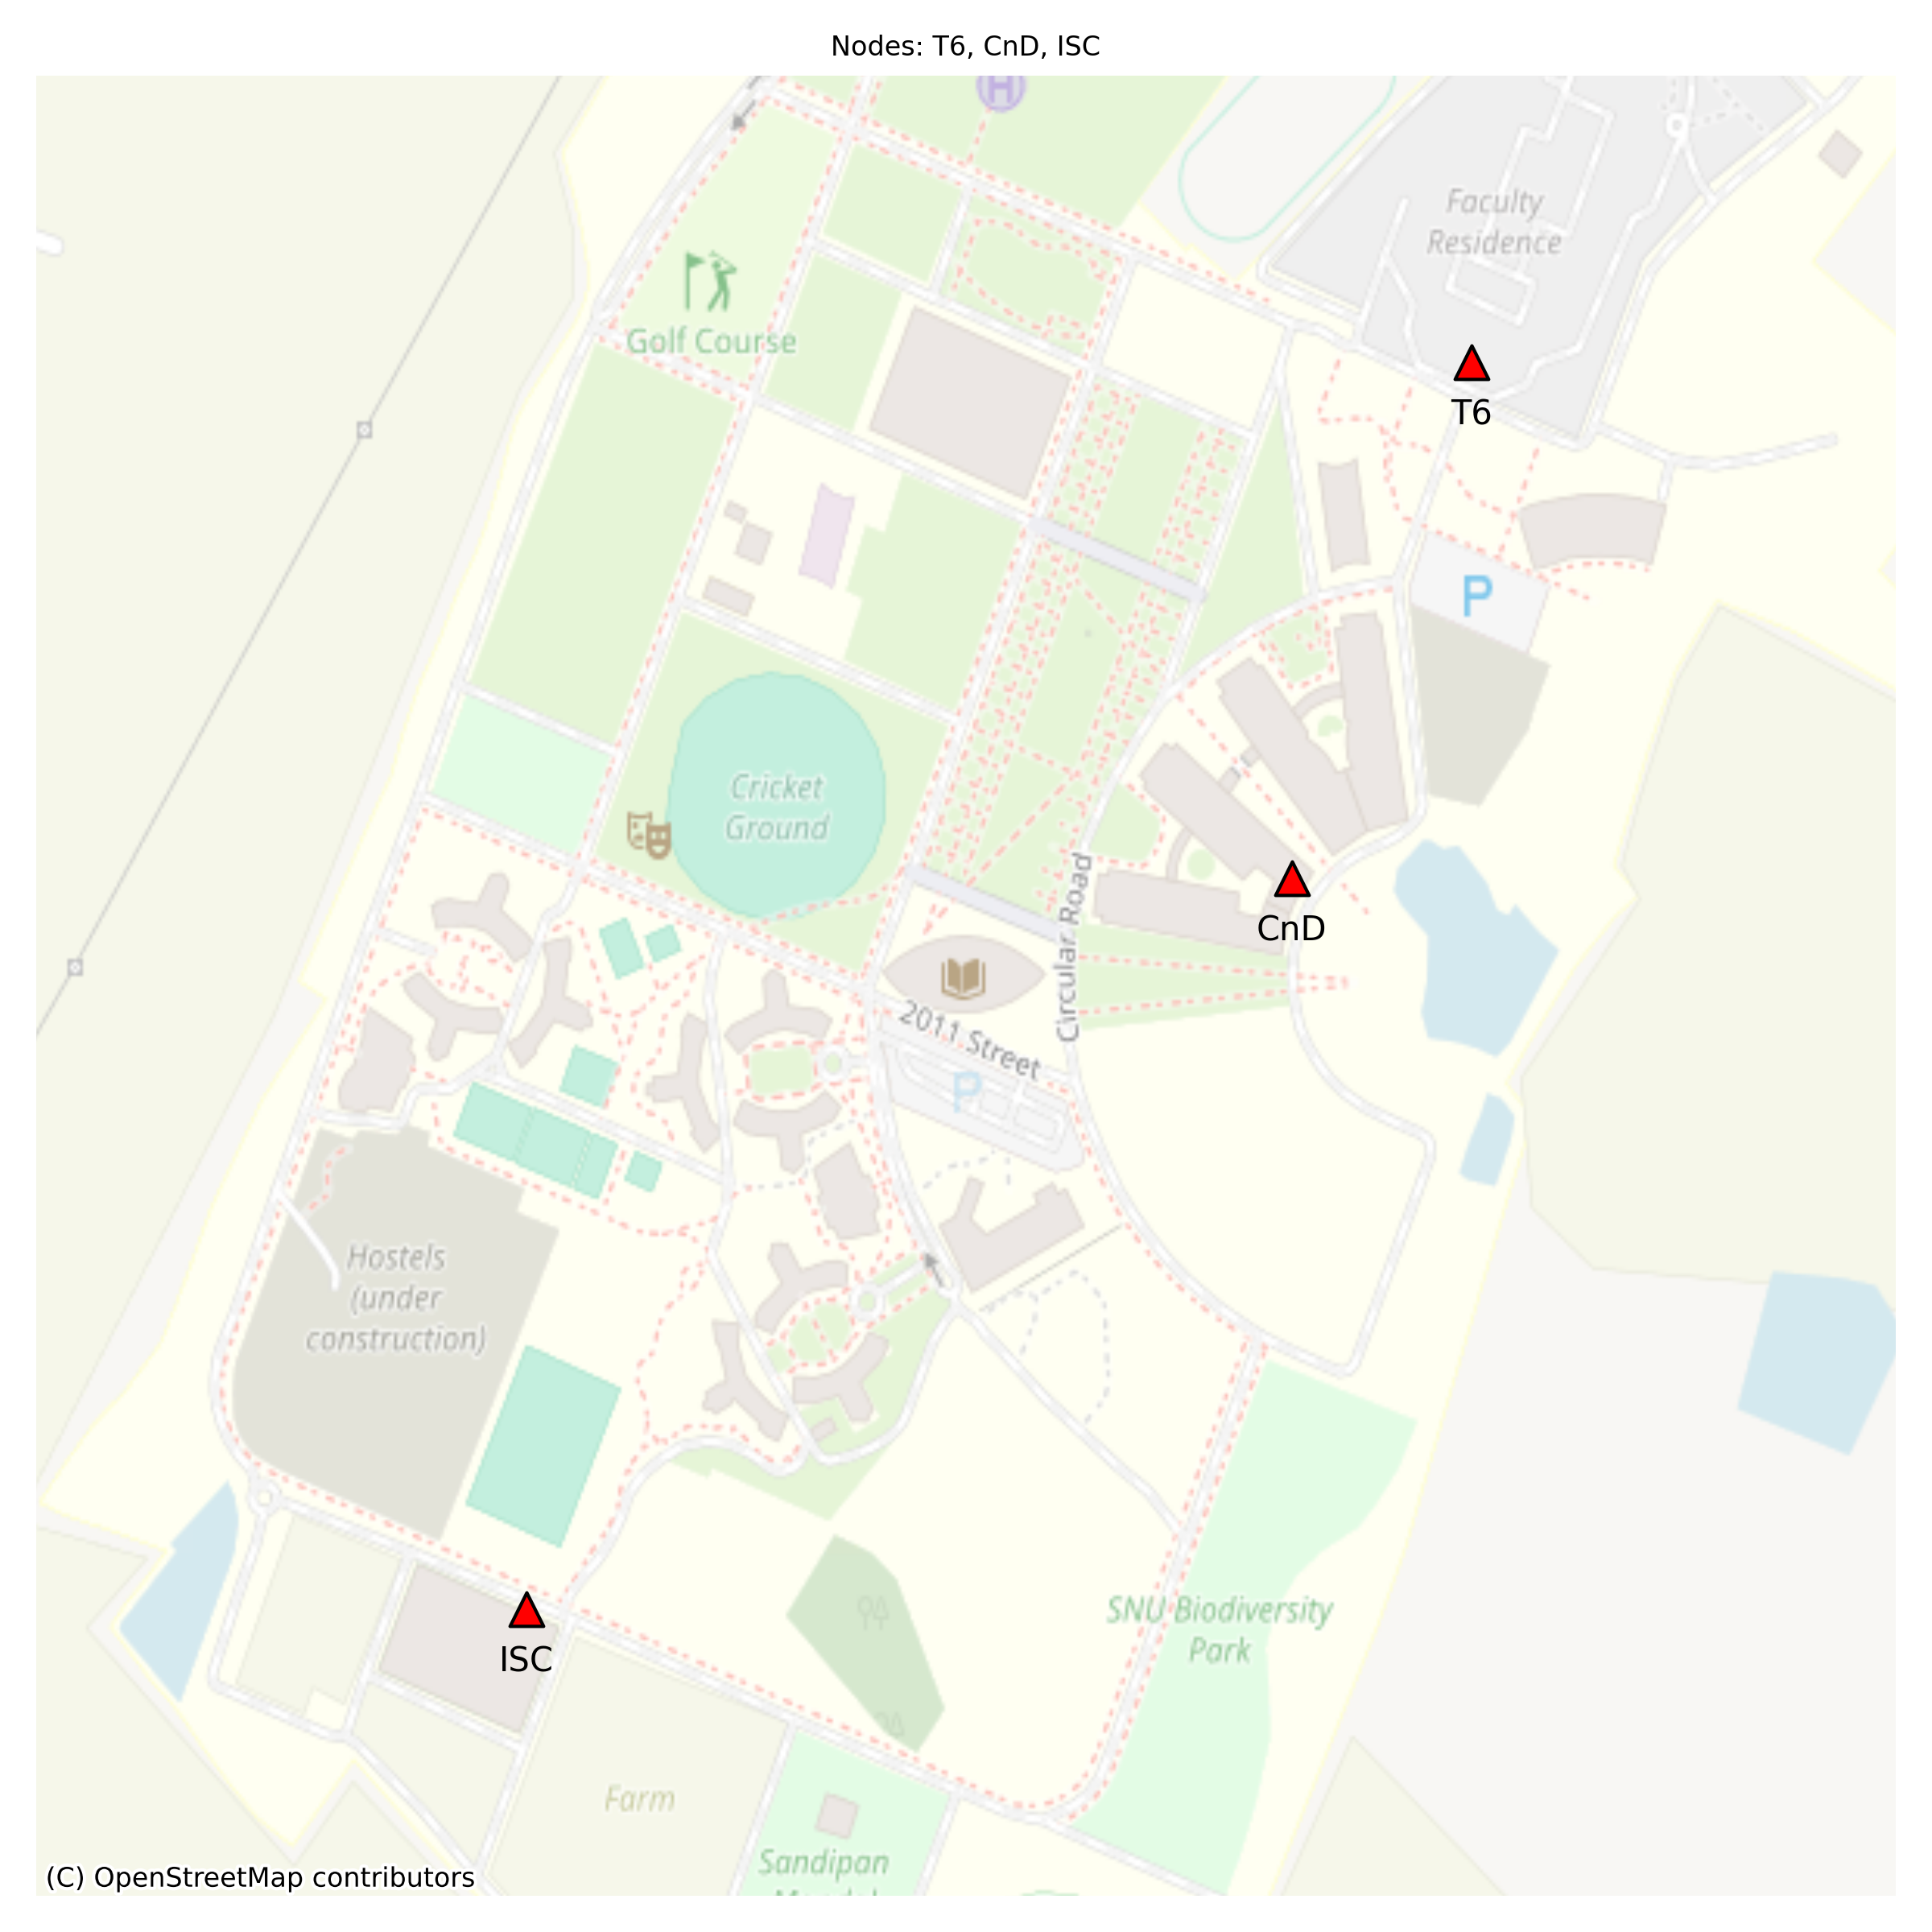 Nodes: T6, CnD, ISC
H
Faculty
Residence
Golf Course
T6
P
Cricket
Ground
Circular Road
CnD
2011 Street
P
Hostels
(under
construction)
ISC
SNU Biodiversity
Park
Farm
Sandipan
(C) OpenStreetMap contributors